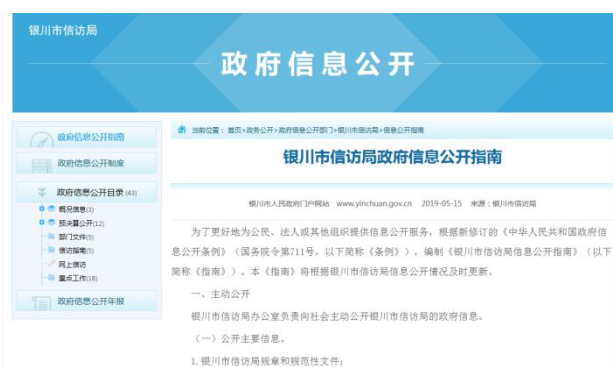 银川市信访局
政府信息公开
政府信息公开指南
政府信息公开制度
政府信息公开目录 (43)
概况信息(3)
预决算公开(12)
部门文件(5)
信访指南(5)
网上信访
重点工作(18)
政府信息公开年报
当前位置：首页>政务公开>政府信息公开部门>银川市信访局>信息公开指南
银川市信访局政府信息公开指南
银川市人民政府门户网站 www.yinchuan.gov.cn 2019-05-15 来源：银川市信访局
为了更好地为公民、法人或其他组织提供信息公开服务，根据新修订的《中华人民共和国政府信
息公开条例》（国务院令第711号，以下简称《条例》），编制《银川市信访局信息公开指南》（以下
简称《指南》）。本《指南》将根据银川市信访局信息公开情况及时更新。
一、主动公开
银川市信访局办公室负责向社会主动公开银川市信访局的政府信息。
（一）公开主要信息。
1.银川市信访局规章和规范性文件；